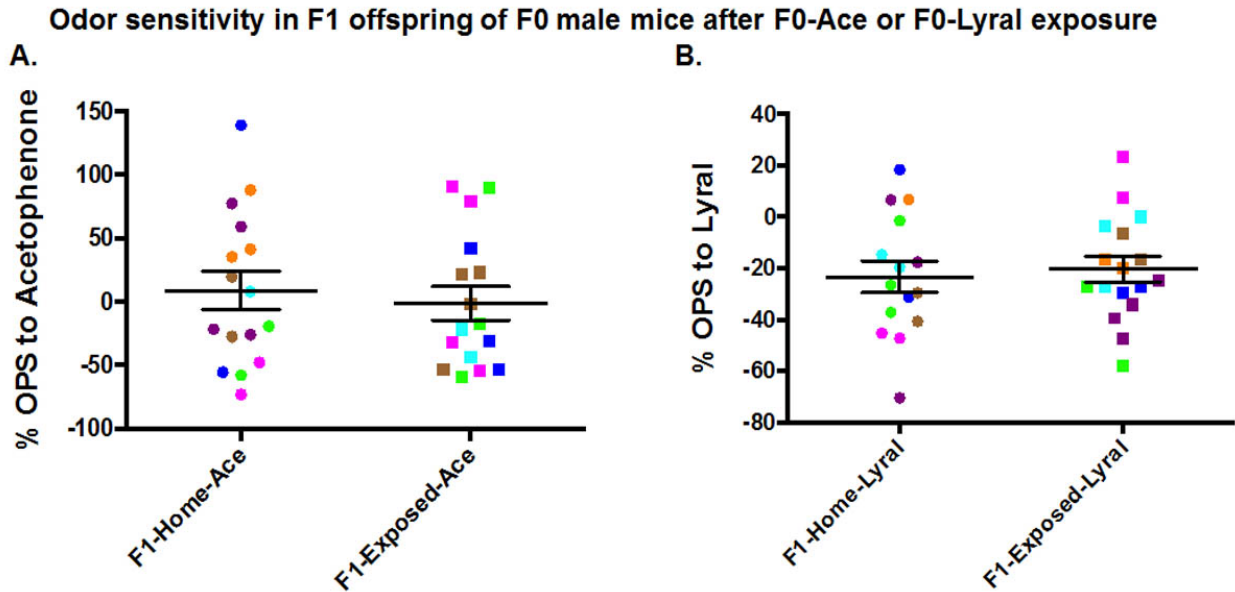 Odor sensitivity in F1 offspring of F0 male mice after F0-Ace or F0-Lyral exposure
A.
% OPS to Acetophenone
150
100
50
0
-50
-100
F1-Home-Ace
F1-Exposed-Ace
B.
% OPS to Lyral
40
20
0
-20
-40
-60
-80
F1-Home-Lyral
F1-Exposed-Lyral